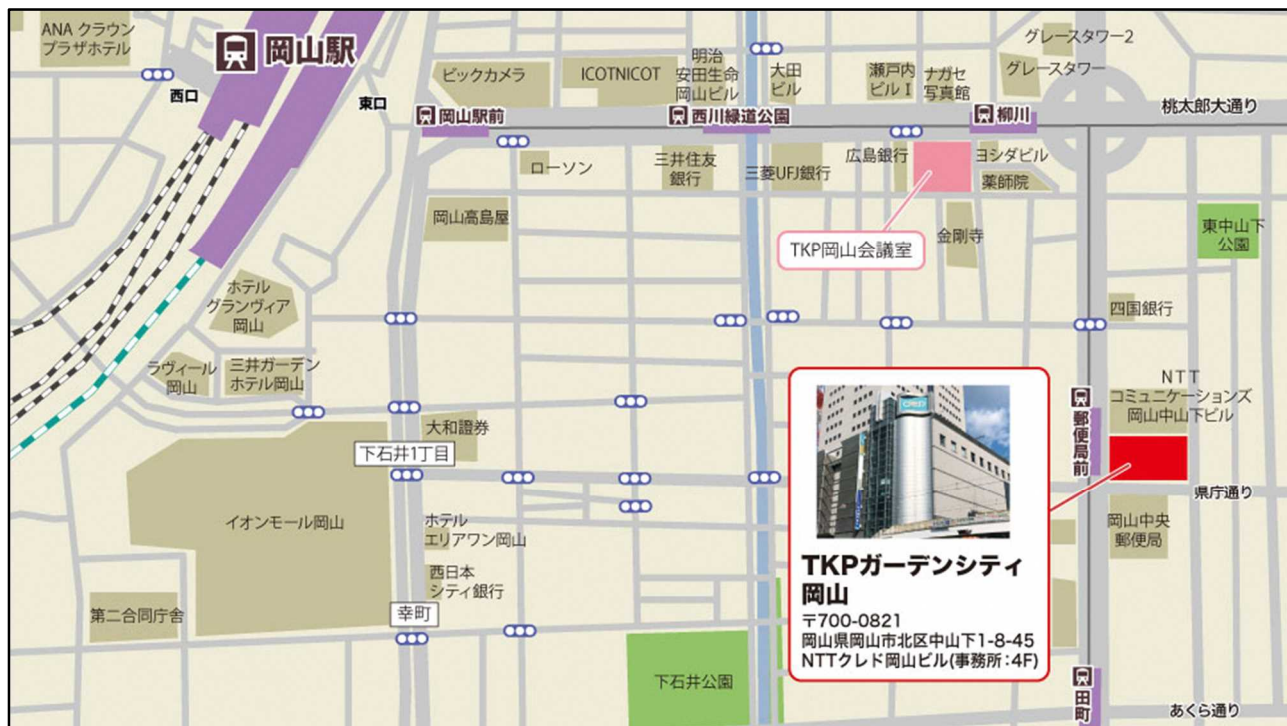 ANA クラウン
プラザホテル
岡山駅
西口
東口
ビックカメラ
ICOTNICOT
明治
安田生命
岡山ビル
大田
ビル
瀬戸内
ビルⅠ
ナガセ
写真館
グレースタワー2
グレースタワー
桃太郎大通り
岡山駅前
西川緑道公園
柳川
ローソン
三井住友
銀行
三菱UFJ銀行
広島銀行
ヨシダビル
薬師院
岡山高島屋
TKP岡山会議室
金剛寺
東中山下
公園
ホテル
グランヴィア
岡山
四国銀行
ラヴィール
岡山
三井ガーデン
ホテル岡山
NTT
コミュニケーションズ
岡山中山下ビル
郵便局前
大和證券
下石井1丁目
県庁通り
イオンモール岡山
ホテル
エリアワン岡山
岡山中央
郵便局
西日本
シティ銀行
第二合同庁舎
幸町
CRED
TKPガーデンシティ
岡山
〒700-0821
岡山県岡山市北区中山下1-8-45
NTTクレド岡山ビル(事務所:4F)
下石井公園
田町
あくら通り